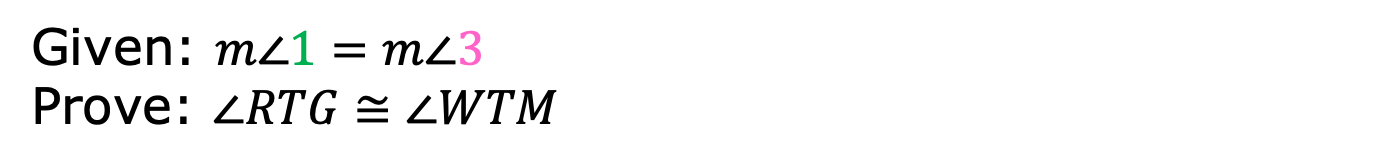 Given: m∠1 = m∠3
Prove: ∠RTG ≅ ∠WTM